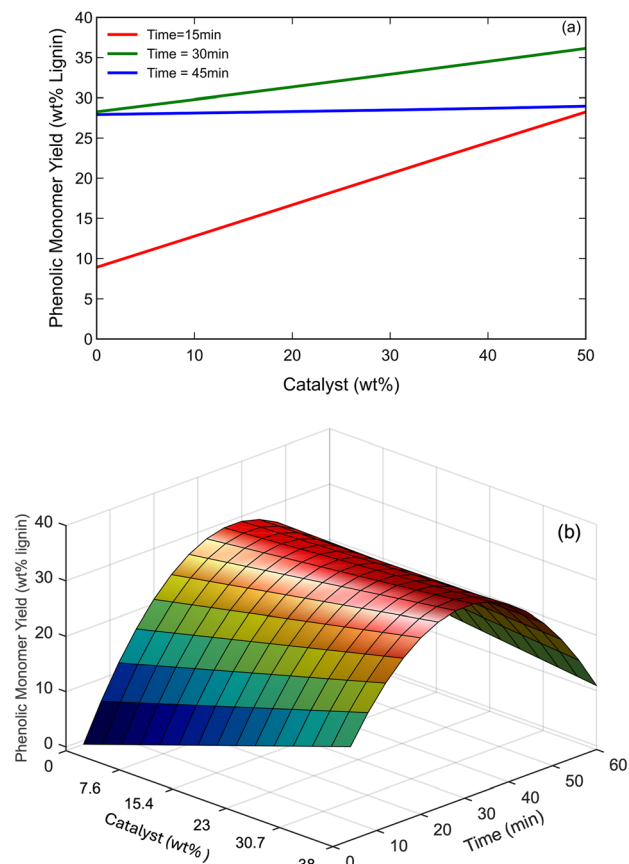 (a)
Time=15min
Time = 30min
Time = 45min
Phenolic Monomer Yield (wt% Lignin)
40
35
30
25
20
15
10
5
0
0 10 20 30 40 50
Catalyst (wt%)
(b)
Phenolic Monomer Yield (wt% lignin)
40
30
20
10
0
0
7.6
15.4
23
30.7
38
Catalyst (wt%)
0
10
20
30
40
50
60
Time (min)